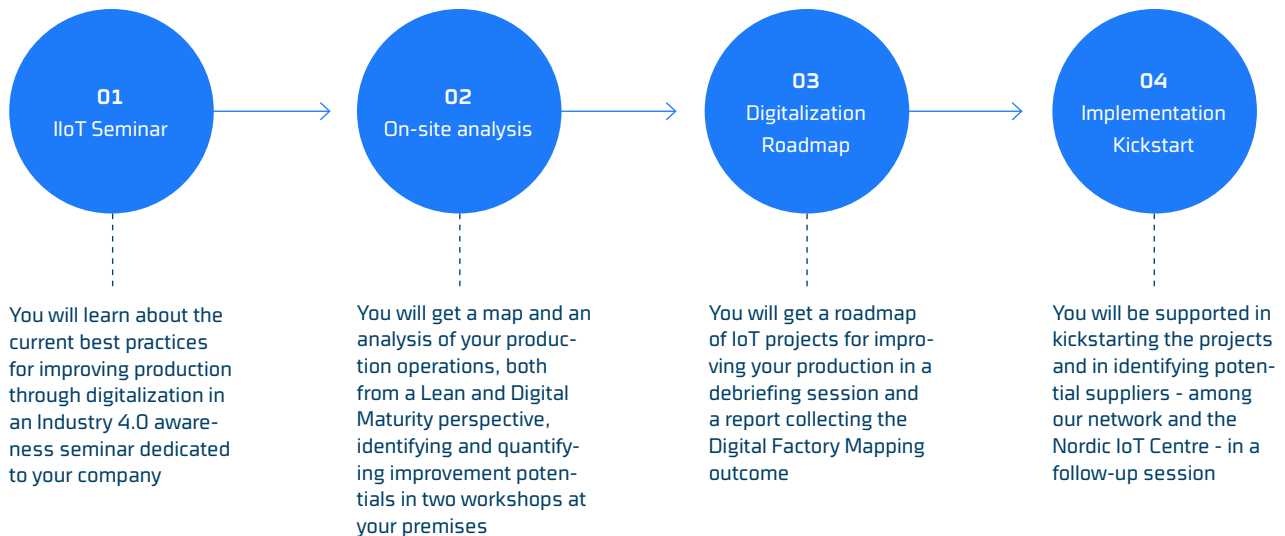 01
IIoT Seminar
02
On-site analysis
03
Digitalization
Roadmap
04
Implementation
Kickstart
You will learn about the
current best practices
for improving production
through digitalization in
an Industry 4.0 aware-
ness seminar dedicated
to your company
You will get a map and an
analysis of your produc-
tion operations, both
from a Lean and Digital
Maturity perspective,
identifying and quantify-
ing improvement poten-
tials in two workshops at
your premises
You will get a roadmap
of IoT projects for impro-
ving your production in a
debriefing session and
a report collecting the
Digital Factory Mapping
outcome
You will be supported in
kickstarting the projects
and in identifying poten-
tial suppliers - among
our network and the
Nordic IoT Centre - in a
follow-up session